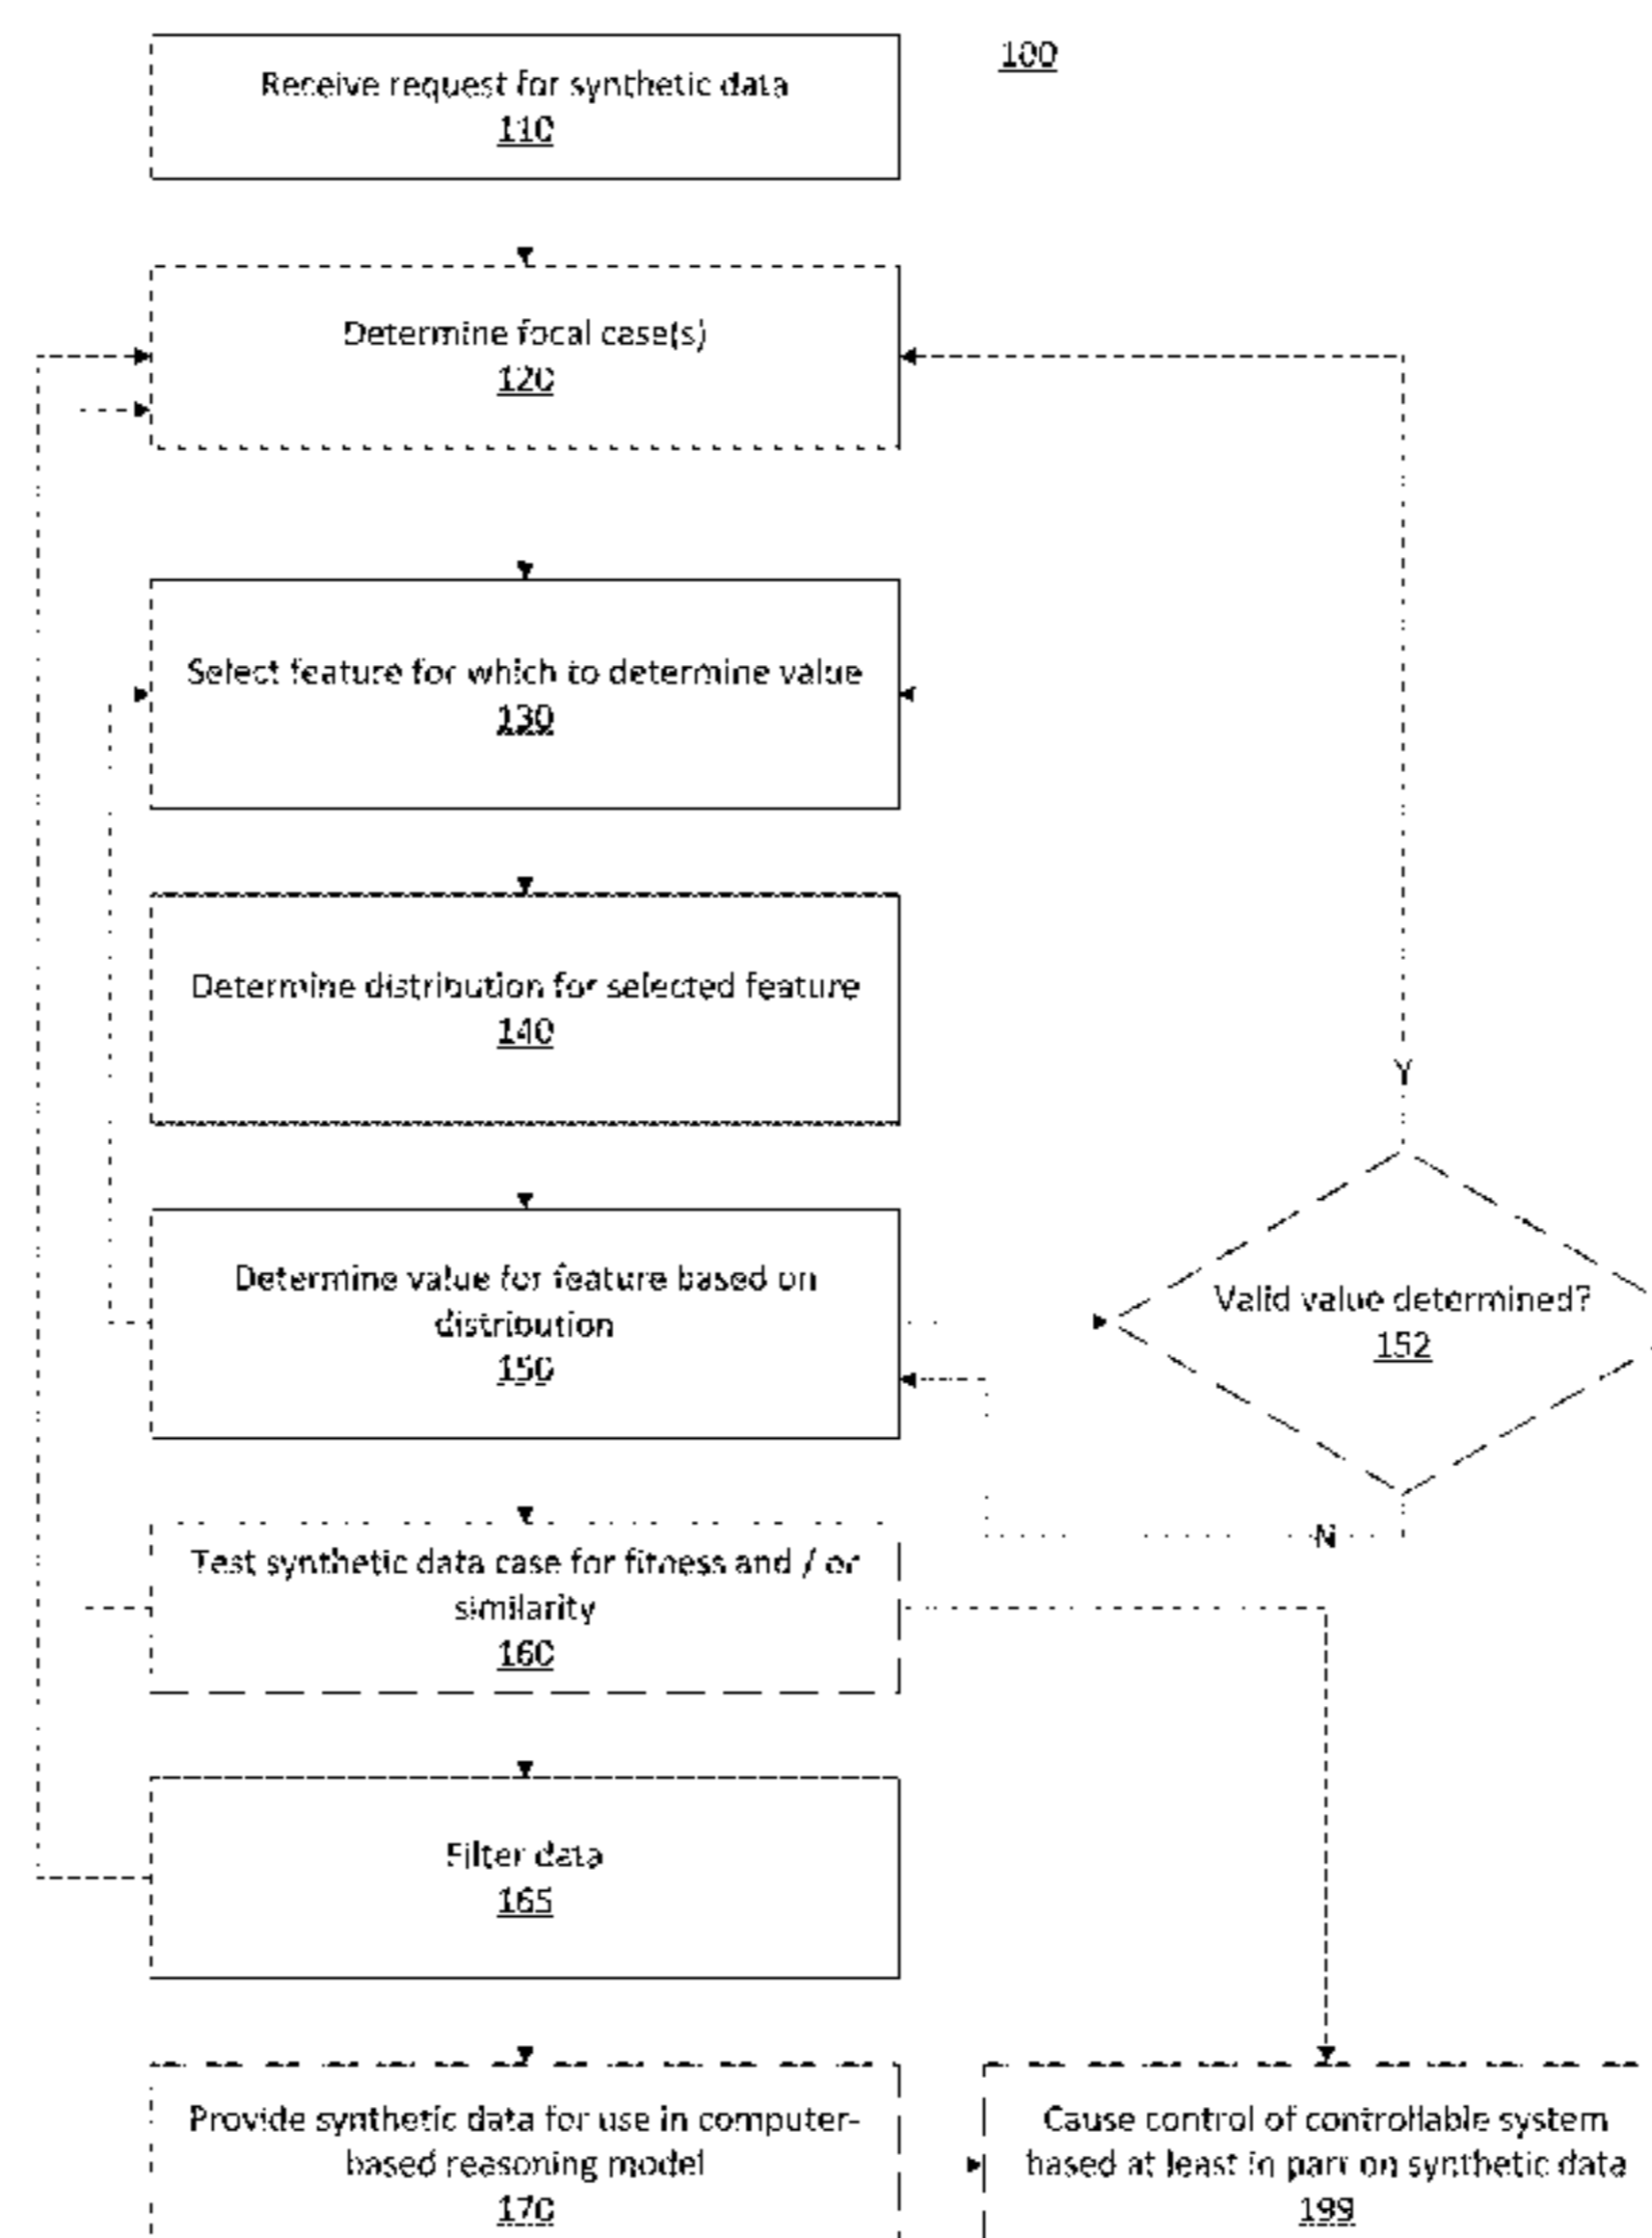 100
Receive request for synthetic data
110
Determine focal case(s)
120
Select feature for which to determine value
130
Determine distribution for selected feature
140
Y
Determine value for feature based on
distribution
150
Valid value determined?
152
N
Test synthetic data case for fitness and / or
similarity
160
Filter data
165
Provide synthetic data for use in computer-
based reasoning model
170
Cause control of controllable system
based at least in part on synthetic data
199